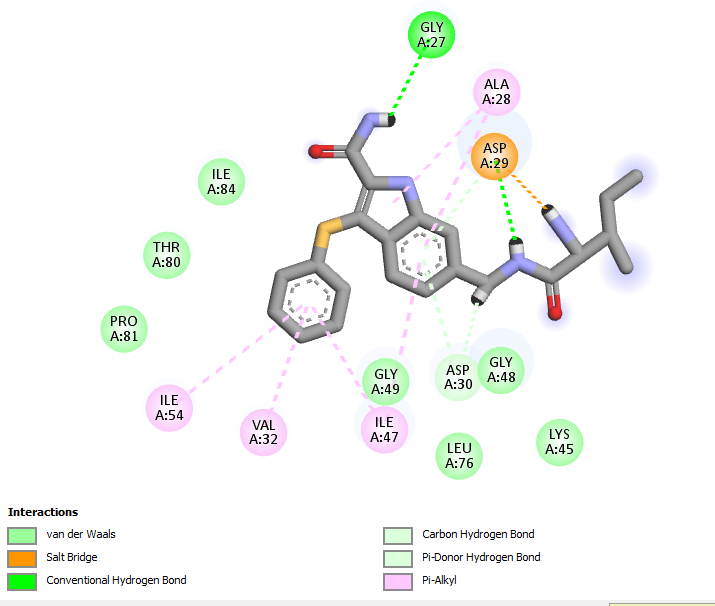 GLY
A:27
ALA
A:28
ASP
A:29
ILE
A:84
THR
A:80
PRO
A:81
GLY
A:49
ASP
A:30
GLY
A:48
ILE
A:54
VAL
A:32
ILE
A:47
LEU
A:76
LYS
A:45
Interactions
van der Waals
Salt Bridge
Conventional Hydrogen Bond
Carbon Hydrogen Bond
Pi-Donor Hydrogen Bond
Pi-Alkyl